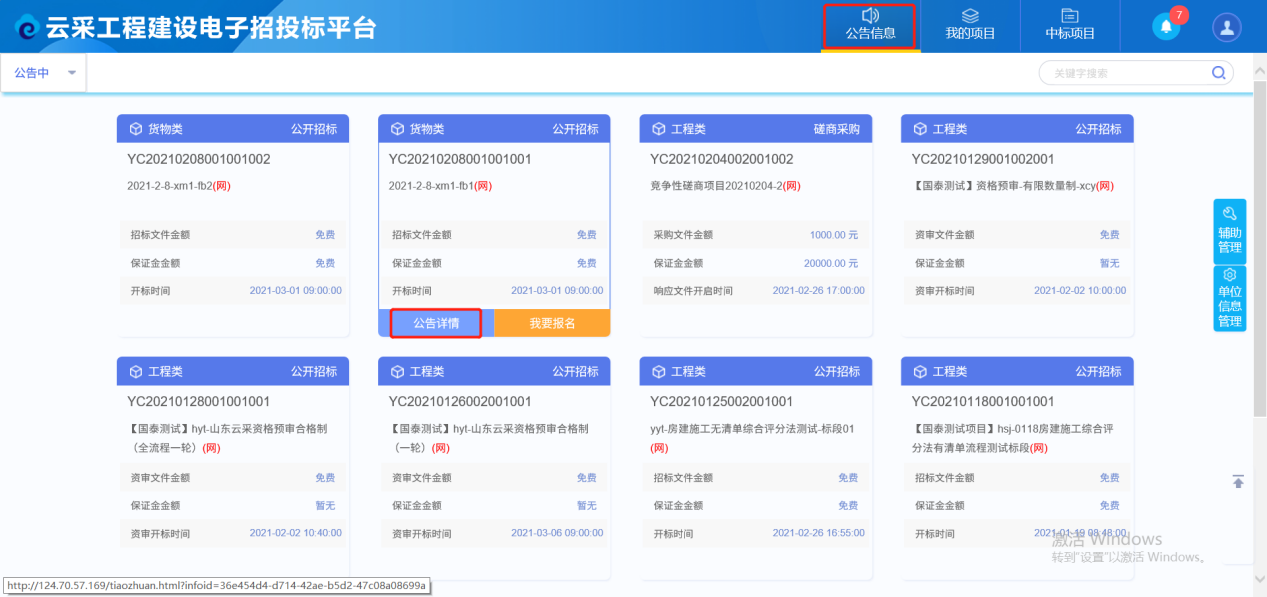 云采工程建设电子招投标平台
公告信息
我的项目
中标项目
7
公告中
关键字搜索
货物类 公开招标
YC20210208001001002
2021-2-8-xm1-fb2(网)
招标文件金额 免费
保证金金额 免费
开标时间 2021-03-01 09:00:00
货物类 公开招标
YC20210208001001001
2021-2-8-xm1-fb1(网)
招标文件金额 免费
保证金金额 免费
开标时间 2021-03-01 09:00:00
公告详情 我要报名
工程类 磋商采购
YC20210204002001002
竞争性磋商项目20210204-2(网)
采购文件金额 1000.00 元
保证金金额 20000.00 元
响应文件开启时间 2021-02-26 17:00:00
工程类 公开招标
YC20210129001002001
【国泰测试】资格预审-有限数量制-xcy(网)
资审文件金额 免费
保证金金额 暂无
资审开标时间 2021-02-02 10:00:00
辅助
管理
单位
信息
管理
工程类 公开招标
YC20210128001001001
【国泰测试】hyt-山东云采资格预审合格制
（全流程一轮）(网)
资审文件金额 免费
保证金金额 暂无
资审开标时间 2021-02-02 10:40:00
工程类 公开招标
YC20210126002001001
【国泰测试】hyt-山东云采资格预审合格制
（一轮）(网)
资审文件金额 免费
保证金金额 暂无
资审开标时间 2021-03-06 09:00:00
工程类 公开招标
YC20210125002001001
yyt-房建施工无清单综合评分法测试-标段01
(网)
招标文件金额 免费
保证金金额 免费
开标时间 2021-02-26 16:55:00
工程类 公开招标
YC20210118001001001
【国泰测试项目】hsj-0118房建施工综合评
分法有清单流程测试标段(网)
招标文件金额 免费
保证金金额 免费
开标时间 2021-01-19 08:48:00
激活 Windows
转到"设置"以激活 Windows。
http://124.70.57.169/tiaozhuan.html?infoid=36e454d4-d714-42ae-b5d2-47c08a08699a